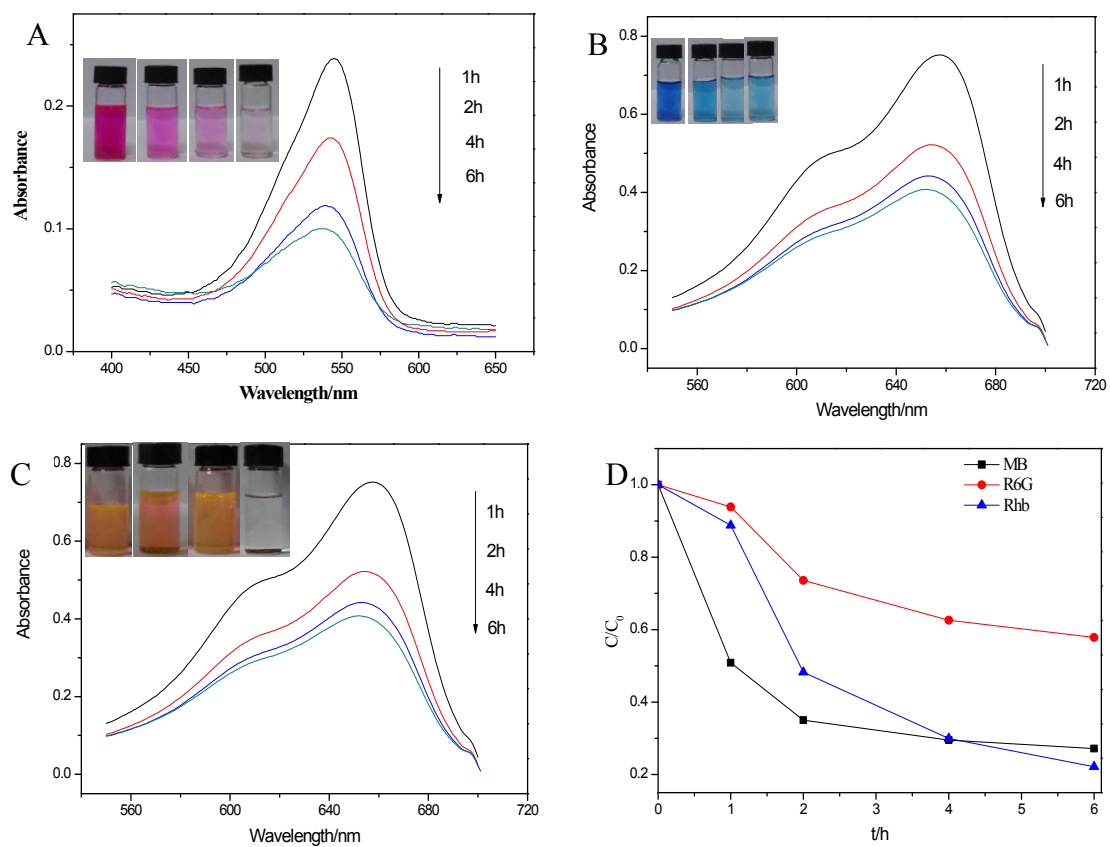 A
0.2
0.1
0.0
Absorbance
400
450
500
550
600
650
Wavelength/nm
1h
2h
4h
6h
B
0.8
0.6
0.4
0.2
0.0
Absorbance
560
600
640
680
720
Wavelength/nm
1h
2h
4h
6h
C
0.8
0.6
0.4
0.2
0.0
Absorbance
560
600
640
680
720
Wavelength/nm
1h
2h
4h
6h
D
MB
R6G
Rhb
1.0
0.8
0.6
0.4
0.2
C/C0
0
1
2
3
4
5
6
t/h